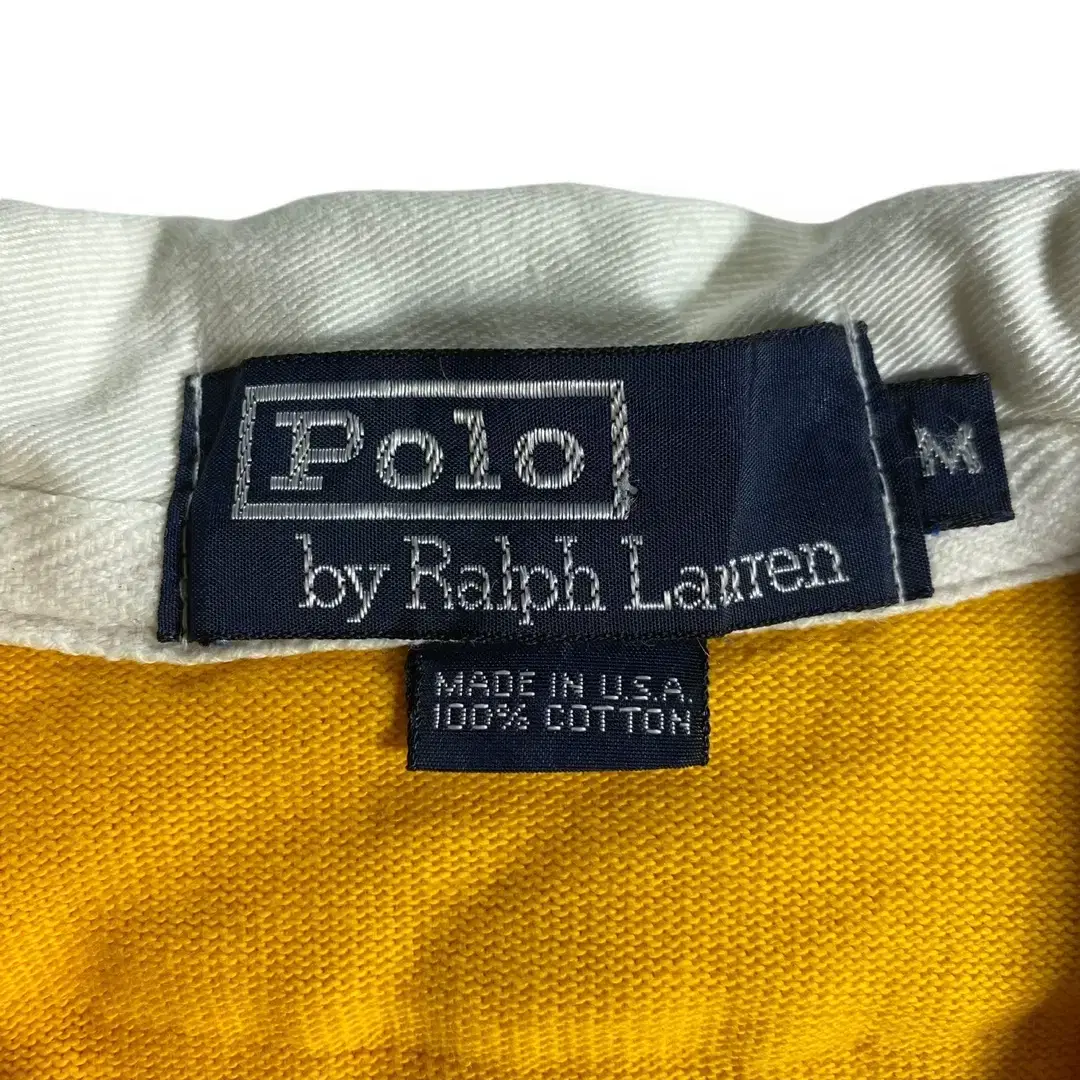 Polo
by Ralph Lauren
M
MADE IN U.S.A.
100% COTTON